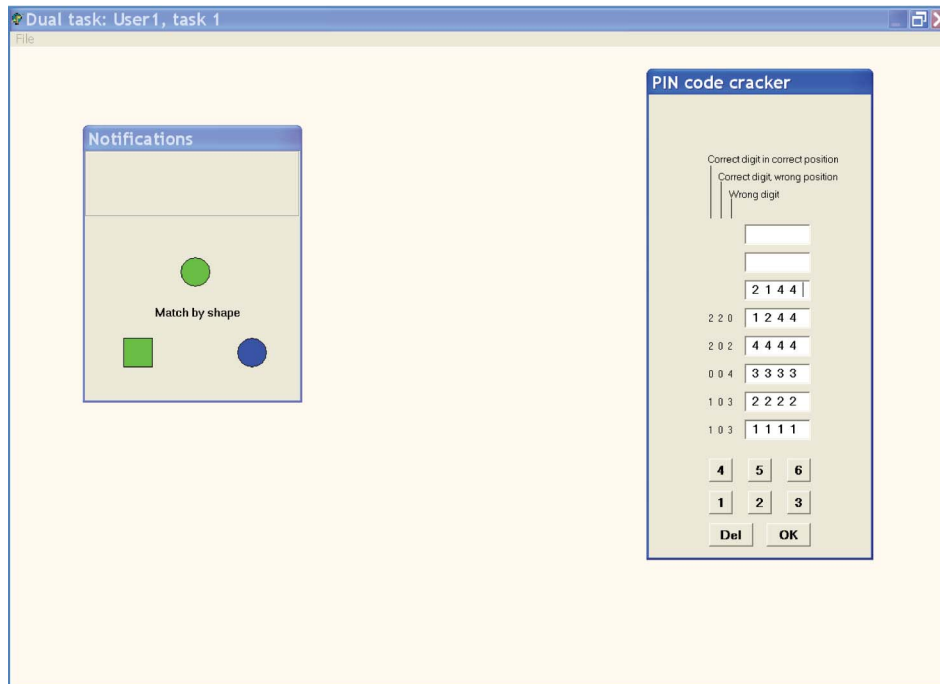 Dual task: User1, task 1
File
Notifications
Match by shape
PIN code cracker
Correct digit in correct position
Correct digit, wrong position
Wrong digit
2 1 4 4
2 2 0 1 2 4 4
2 0 2 4 4 4 4
0 0 4 3 3 3 3
1 0 3 2 2 2 2
1 0 3 1 1 1 1
4 5 6
1 2 3
Del OK